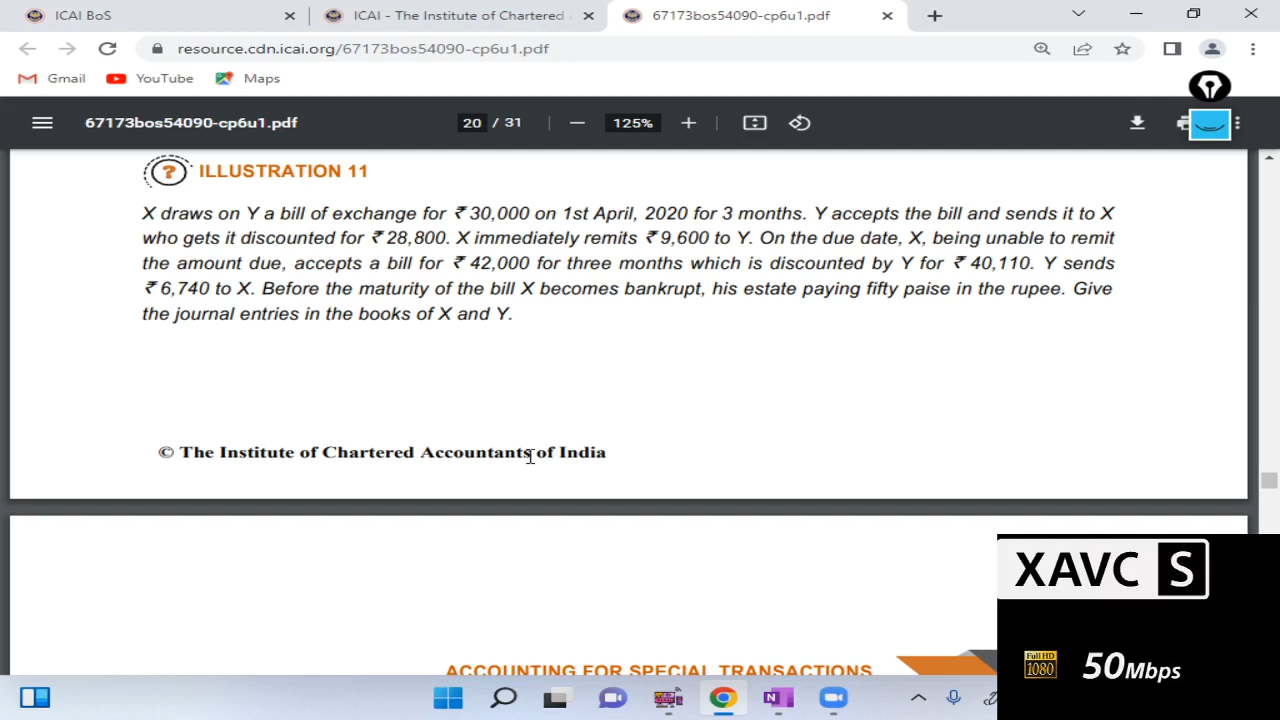 ICAI BoS
ICAI - The Institute of Chartered
67173bos54090-cp6u1.pdf
resource.cdn.icai.org/67173bos54090-cp6u1.pdf
Gmail YouTube Maps
67173bos54090-cp6u1.pdf 20 / 31 125%
? ILLUSTRATION 11
X draws on Y a bill of exchange for ₹ 30,000 on 1st April, 2020 for 3 months. Y accepts the bill and sends it to X
who gets it discounted for ₹ 28,800. X immediately remits ₹ 9,600 to Y. On the due date, X, being unable to remit
the amount due, accepts a bill for ₹ 42,000 for three months which is discounted by Y for ₹ 40,110. Y sends
₹ 6,740 to X. Before the maturity of the bill X becomes bankrupt, his estate paying fifty paise in the rupee. Give
the journal entries in the books of X and Y.
© The Institute of Chartered Accountants of India
ACCOUNTING FOR SPECIAL TRANSACTIONS
XAVC S
Full HD
1080
50Mbps